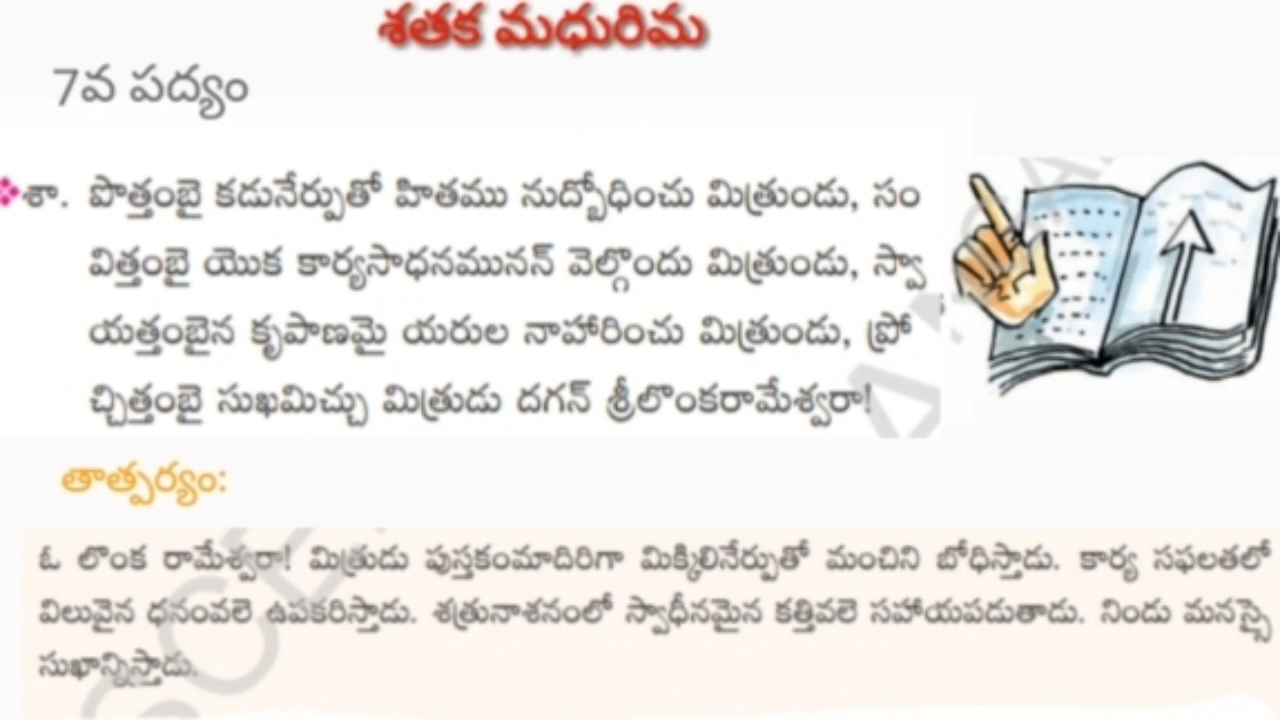 శతక మధురిమ
7వ పద్యం
❖శా. పొత్తంబై కడునేర్పుతో హితము నుద్బోధించు మిత్రుండు, సం
విత్తంబై యొక కార్యసాధనమునన్ వెల్గొందు మిత్రుండు, స్వా
యత్తంబైన కృపాణమై యరుల నాహారించు మిత్రుండు, ప్రో
చ్చిత్తంబై సుఖమిచ్చు మిత్రుడు దగన్ శ్రీలొంకరామేశ్వరా!
తాత్పర్యం:
ఓ లొంక రామేశ్వరా! మిత్రుడు పుస్తకంమాదిరిగా మిక్కిలినేర్పుతో మంచిని బోధిస్తాడు. కార్య సఫలతలో
విలువైన ధనంవలె ఉపకరిస్తాడు. శత్రునాశనంలో స్వాధీనమైన కత్తివలె సహాయపడుతాడు. నిండు మనస్సై
సుఖాన్నిస్తాడు.